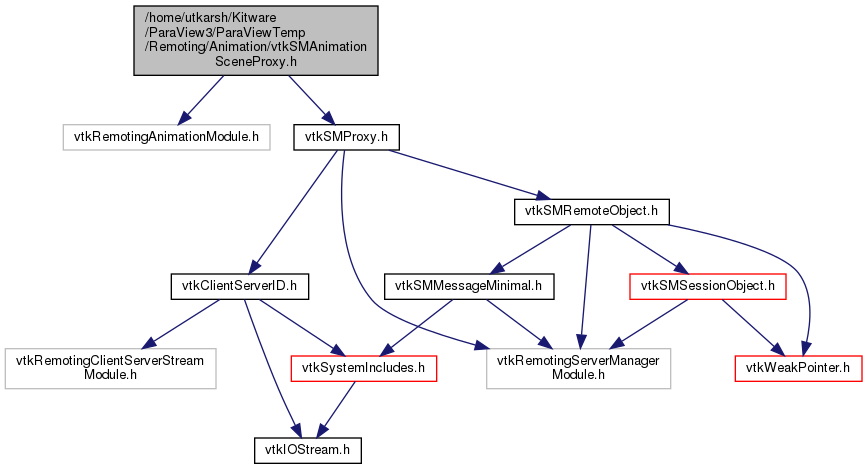 /home/utkarsh/Kitware
/ParaView3/ParaViewTemp
/Remoting/Animation/vtkSMAnimation
SceneProxy.h
vtkRemotingAnimationModule.h
vtkSMProxy.h
vtkSMRemoteObject.h
vtkClientServerID.h
vtkSMMessageMinimal.h
vtkSMSessionObject.h
vtkRemotingClientServerStream
Module.h
vtkSystemIncludes.h
vtkRemotingServerManager
Module.h
vtkWeakPointer.h
vtkIOStream.h